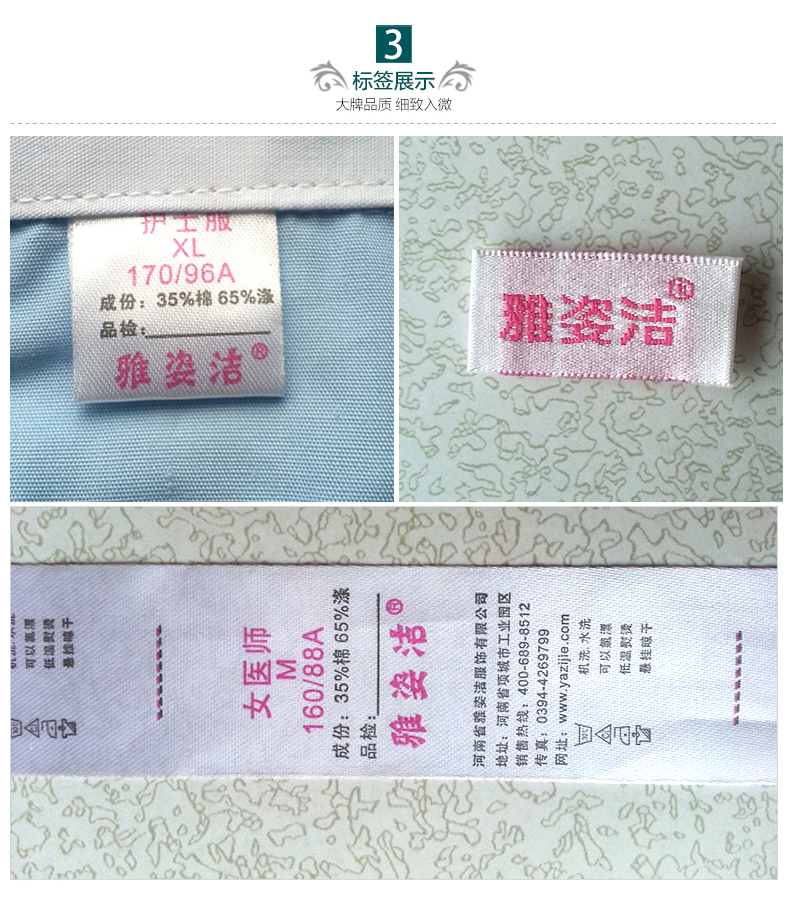 3
标签展示
大牌品质 细致入微
护士服
XL
170/96A
成份：35%棉 65%涤
品检：
雅姿洁®
雅姿洁®
可以氯漂
低温熨烫
悬挂晾干
女医师
M
160/88A
成份：35%棉 65%涤
品检：
雅姿洁®
河南省雅姿洁服饰有限公司
地址：河南省项城市工业园区
销售热线：400-689-8512
传真：0394-4269799
网址：www.yazijie.com
机洗.水洗
可以氯漂
低温熨烫
悬挂晾干